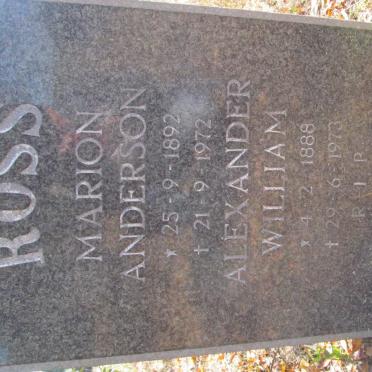 ROSS
MARION
ANDERSON
* 25-9-1892
† 21-9-1972
ALEXANDER
WILLIAM
* 4-2-1888
† 29-6-1973
R I P